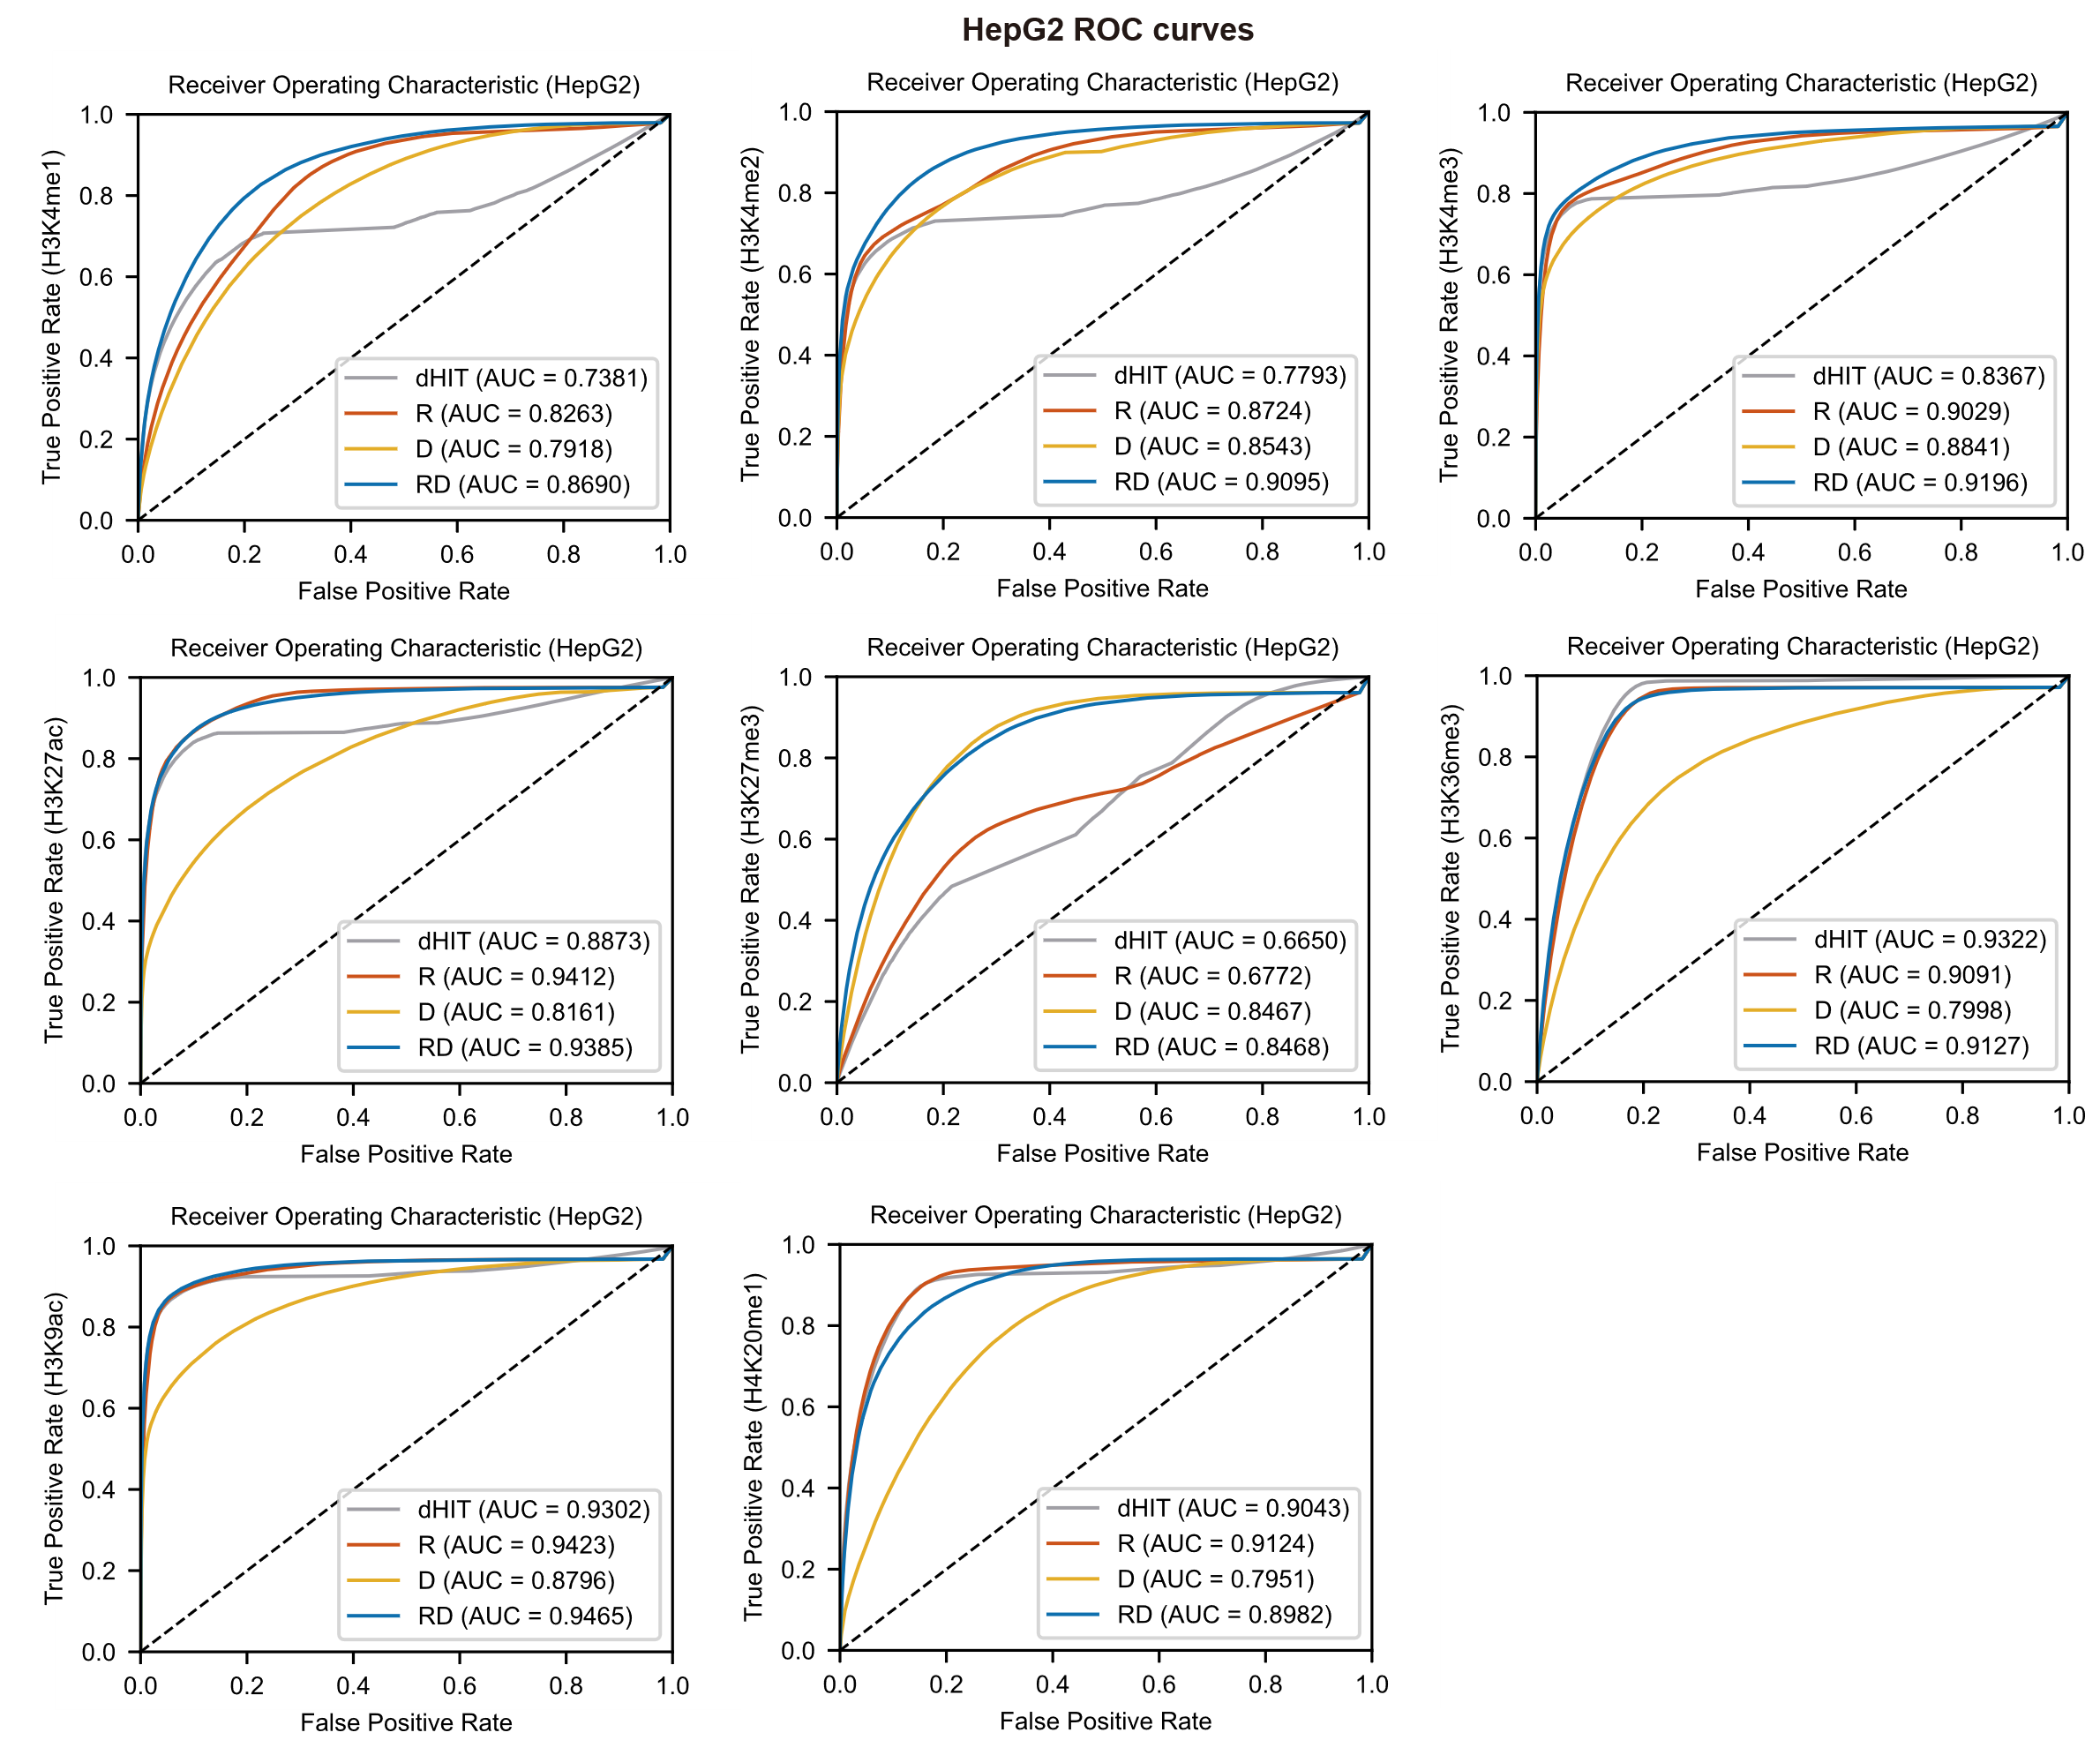 HepG2 ROC curves
Receiver Operating Characteristic (HepG2)
True Positive Rate (H3K4me1)
1.0
0.8
0.6
0.4
0.2
0.0
dHIT (AUC = 0.7381)
R (AUC = 0.8263)
D (AUC = 0.7918)
RD (AUC = 0.8690)
0.0 0.2 0.4 0.6 0.8 1.0
False Positive Rate
Receiver Operating Characteristic (HepG2)
True Positive Rate (H3K4me2)
1.0
0.8
0.6
0.4
0.2
0.0
dHIT (AUC = 0.7793)
R (AUC = 0.8724)
D (AUC = 0.8543)
RD (AUC = 0.9095)
0.0 0.2 0.4 0.6 0.8 1.0
False Positive Rate
Receiver Operating Characteristic (HepG2)
True Positive Rate (H3K4me3)
1.0
0.8
0.6
0.4
0.2
0.0
dHIT (AUC = 0.8367)
R (AUC = 0.9029)
D (AUC = 0.8841)
RD (AUC = 0.9196)
0.0 0.2 0.4 0.6 0.8 1.0
False Positive Rate
Receiver Operating Characteristic (HepG2)
True Positive Rate (H3K27ac)
1.0
0.8
0.6
0.4
0.2
0.0
dHIT (AUC = 0.8873)
R (AUC = 0.9412)
D (AUC = 0.8161)
RD (AUC = 0.9385)
0.0 0.2 0.4 0.6 0.8 1.0
False Positive Rate
Receiver Operating Characteristic (HepG2)
True Positive Rate (H3K27me3)
1.0
0.8
0.6
0.4
0.2
0.0
dHIT (AUC = 0.6650)
R (AUC = 0.6772)
D (AUC = 0.8467)
RD (AUC = 0.8468)
0.0 0.2 0.4 0.6 0.8 1.0
False Positive Rate
Receiver Operating Characteristic (HepG2)
True Positive Rate (H3K36me3)
1.0
0.8
0.6
0.4
0.2
0.0
dHIT (AUC = 0.9322)
R (AUC = 0.9091)
D (AUC = 0.7998)
RD (AUC = 0.9127)
0.0 0.2 0.4 0.6 0.8 1.0
False Positive Rate
Receiver Operating Characteristic (HepG2)
True Positive Rate (H3K9ac)
1.0
0.8
0.6
0.4
0.2
0.0
dHIT (AUC = 0.9302)
R (AUC = 0.9423)
D (AUC = 0.8796)
RD (AUC = 0.9465)
0.0 0.2 0.4 0.6 0.8 1.0
False Positive Rate
Receiver Operating Characteristic (HepG2)
True Positive Rate (H4K20me1)
1.0
0.8
0.6
0.4
0.2
0.0
dHIT (AUC = 0.9043)
R (AUC = 0.9124)
D (AUC = 0.7951)
RD (AUC = 0.8982)
0.0 0.2 0.4 0.6 0.8 1.0
False Positive Rate